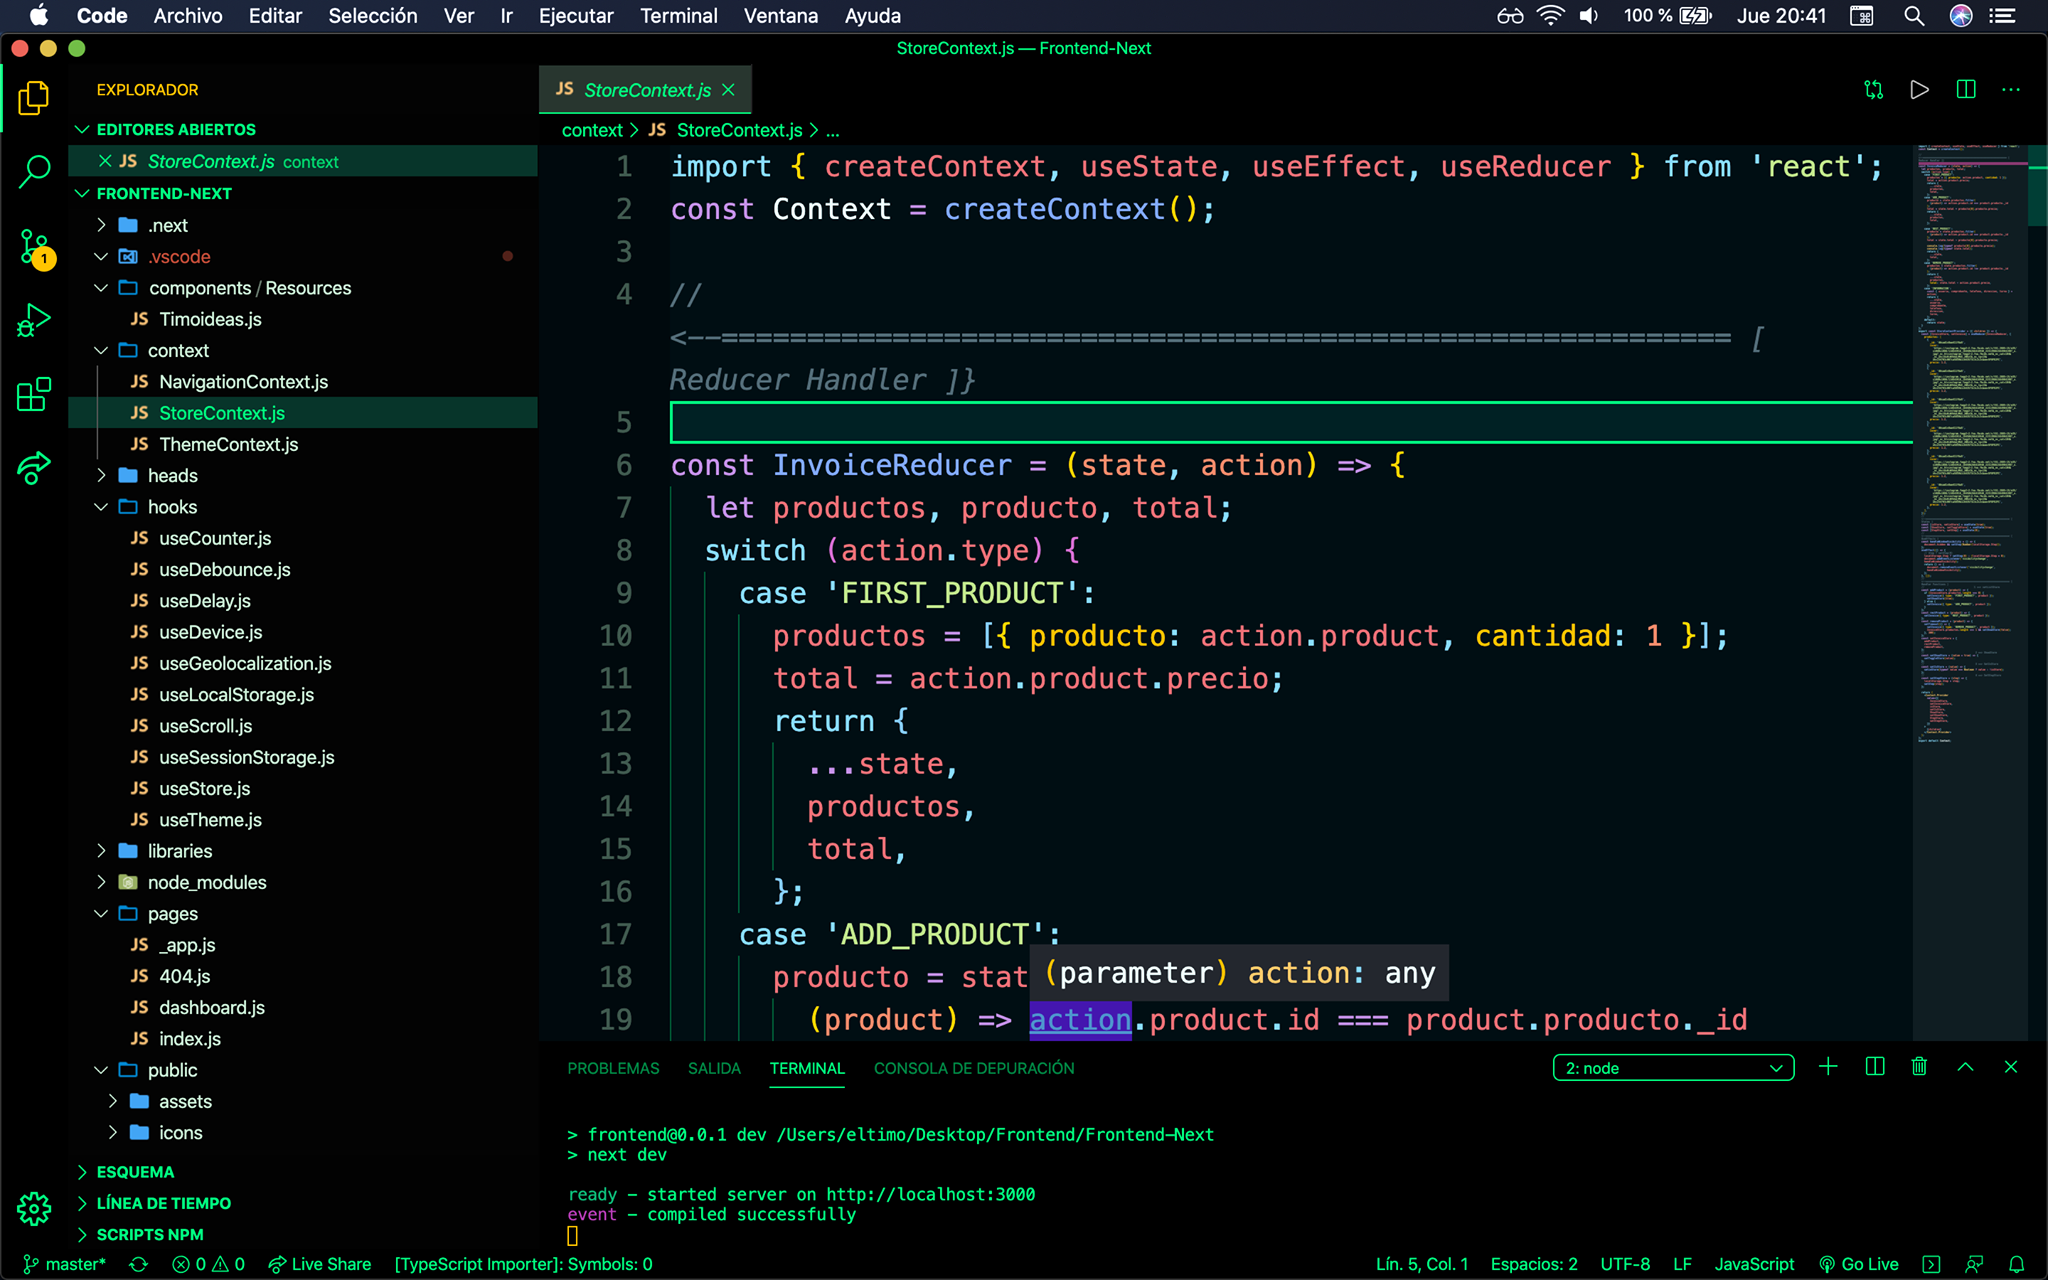 Code Archivo Editar Selección Ver Ir Ejecutar Terminal Ventana Ayuda 100 % Jue 20:41
StoreContext.js — Frontend-Next
EXPLORADOR
EDITORES ABIERTOS
JS StoreContext.js context
FRONTEND-NEXT
.next
.vscode
components / Resources
JS Timoideas.js
context
JS NavigationContext.js
JS StoreContext.js
JS ThemeContext.js
heads
hooks
JS useCounter.js
JS useDebounce.js
JS useDelay.js
JS useDevice.js
JS useGeolocalization.js
JS useLocalStorage.js
JS useScroll.js
JS useSessionStorage.js
JS useStore.js
JS useTheme.js
libraries
node_modules
pages
JS _app.js
JS 404.js
JS dashboard.js
JS index.js
public
assets
icons
ESQUEMA
LÍNEA DE TIEMPO
SCRIPTS NPM
1
JS StoreContext.js
context > JS StoreContext.js > ...
1 import { createContext, useState, useEffect, useReducer } from 'react';
2 const Context = createContext();
3
4 //
<--=========================================================== [
Reducer Handler ]}
5
6 const InvoiceReducer = (state, action) => {
7 let productos, producto, total;
8 switch (action.type) {
9 case 'FIRST_PRODUCT':
10 productos = [{ producto: action.product, cantidad: 1 }];
11 total = action.product.precio;
12 return {
13 ...state,
14 productos,
15 total,
16 };
17 case 'ADD_PRODUCT':
18 producto = stat
(parameter) action: any
19 (product) => action.product.id === product.producto._id
PROBLEMAS SALIDA TERMINAL CONSOLA DE DEPURACIÓN 2: node
> frontend@0.0.1 dev /Users/eltimo/Desktop/Frontend/Frontend-Next
> next dev
ready - started server on http://localhost:3000
event - compiled successfully
master* 0 0 Live Share [TypeScript Importer]: Symbols: 0 Lín. 5, Col. 1 Espacios: 2 UTF-8 LF JavaScript Go Live